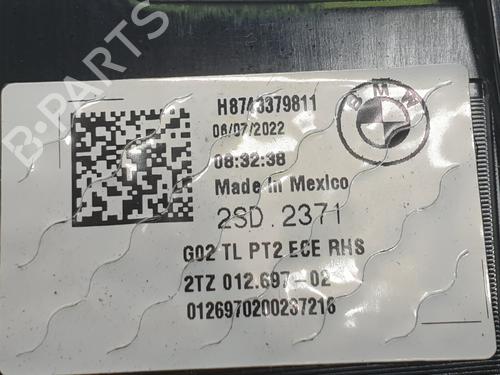 B-PARTS
H87A3379811
06/07/2022
BMW
08:32:38
Made in Mexico
2SD.2371
G02 TL PT2 ECE RHS
2TZ 012.697-02
0126970200237216